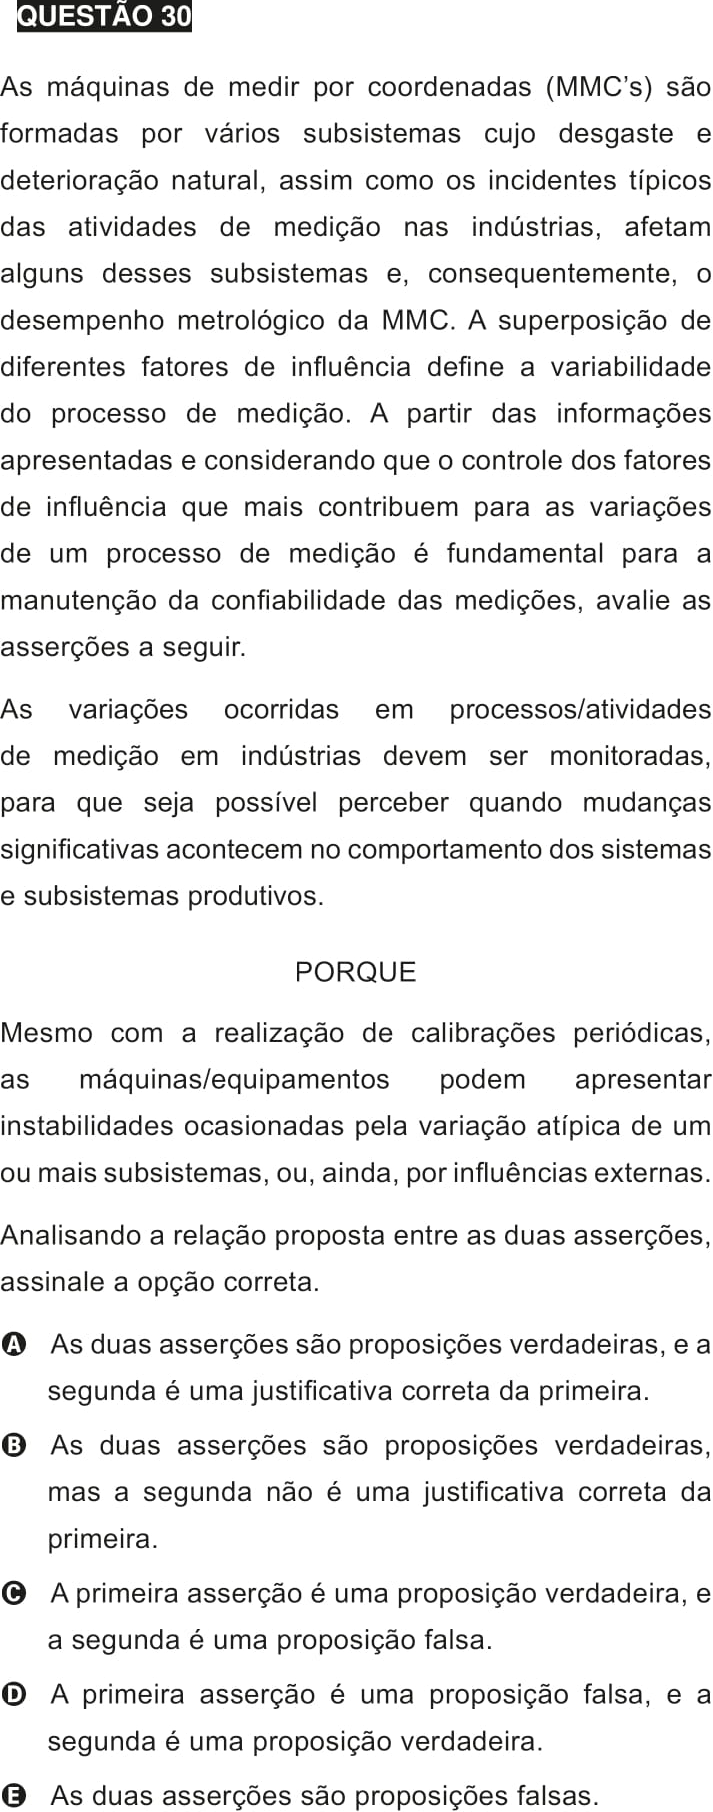 QUESTÃO 30
As máquinas de medir por coordenadas (MMC’s) são
formadas por vários subsistemas cujo desgaste e
deterioração natural, assim como os incidentes típicos
das atividades de medição nas indústrias, afetam
alguns desses subsistemas e, consequentemente, o
desempenho metrológico da MMC. A superposição de
diferentes fatores de influência define a variabilidade
do processo de medição. A partir das informações
apresentadas e considerando que o controle dos fatores
de influência que mais contribuem para as variações
de um processo de medição é fundamental para a
manutenção da confiabilidade das medições, avalie as
asserções a seguir.
As variações ocorridas em processos/atividades
de medição em indústrias devem ser monitoradas,
para que seja possível perceber quando mudanças
significativas acontecem no comportamento dos sistemas
e subsistemas produtivos.
PORQUE
Mesmo com a realização de calibrações periódicas,
as máquinas/equipamentos podem apresentar
instabilidades ocasionadas pela variação atípica de um
ou mais subsistemas, ou, ainda, por influências externas.
Analisando a relação proposta entre as duas asserções,
assinale a opção correta.
A As duas asserções são proposições verdadeiras, e a
segunda é uma justificativa correta da primeira.
B As duas asserções são proposições verdadeiras,
mas a segunda não é uma justificativa correta da
primeira.
C A primeira asserção é uma proposição verdadeira, e
a segunda é uma proposição falsa.
D A primeira asserção é uma proposição falsa, e a
segunda é uma proposição verdadeira.
E As duas asserções são proposições falsas.